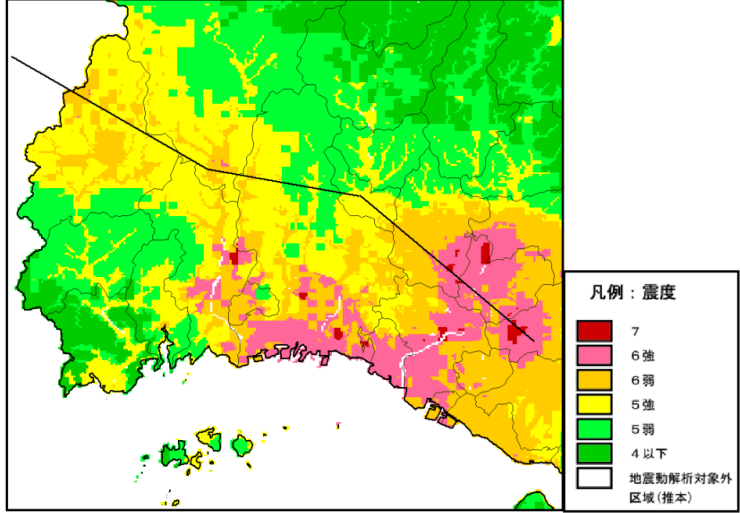 凡例：震度
7
6強
6弱
5強
5弱
4以下
地震動解析対象外
区域(推本)